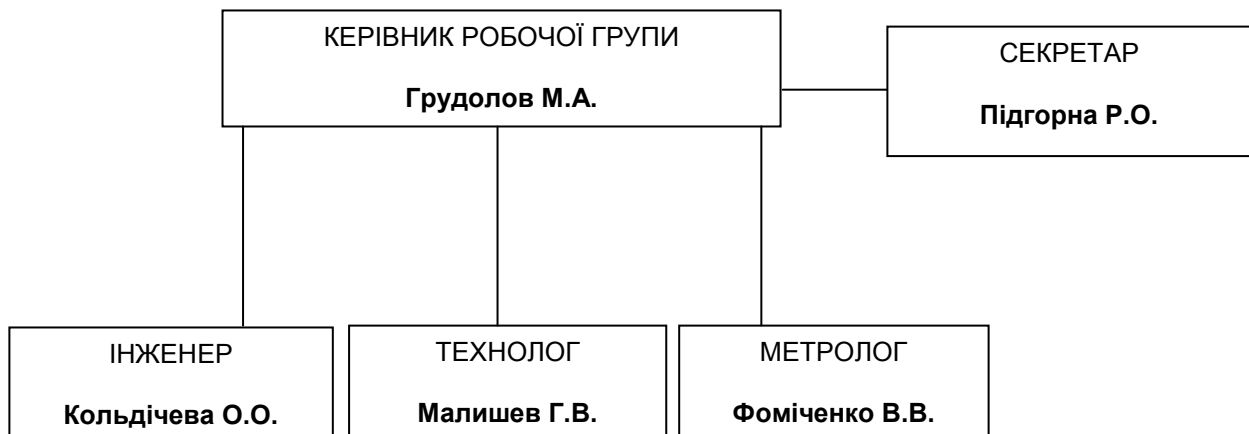 КЕРІВНИК РОБОЧОЇ ГРУПИ
Грудолов М.А.
СЕКРЕТАР
Підгорна Р.О.
ІНЖЕНЕР
Кольдічева О.О.
ТЕХНОЛОГ
Малишев Г.В.
МЕТРОЛОГ
Фоміченко В.В.